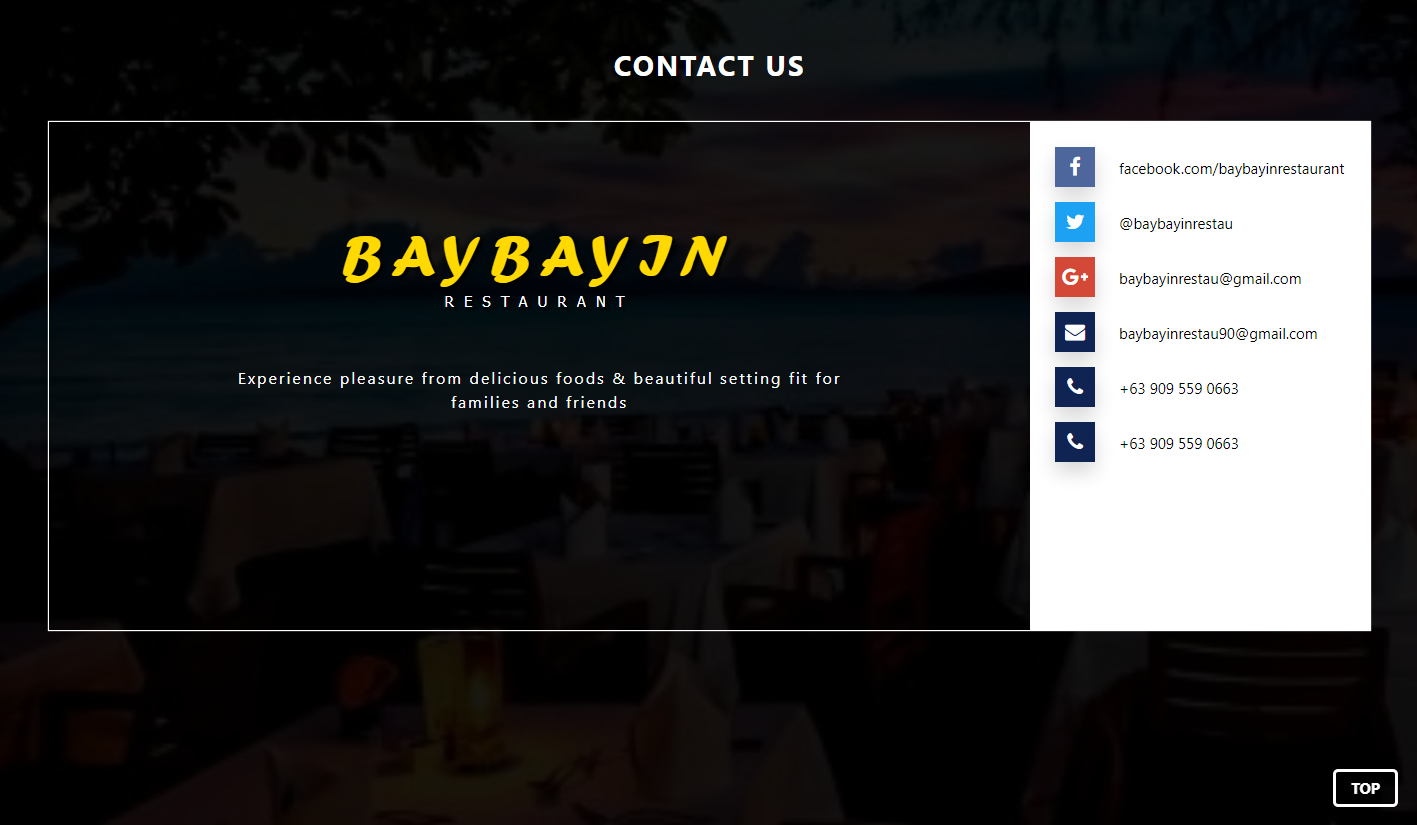 CONTACT US
BAYBAYIN
RESTAURANT
Experience pleasure from delicious foods & beautiful setting fit for
families and friends
facebook.com/baybayinrestaurant
@baybayinrestau
baybayinrestau@gmail.com
baybayinrestau90@gmail.com
+63 909 559 0663
+63 909 559 0663
TOP